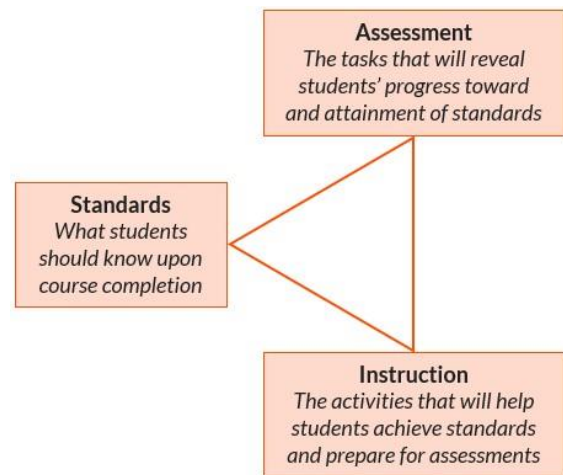 Assessment
The tasks that will reveal
students' progress toward
and attainment of standards
Standards
What students
should know upon
course completion
Instruction
The activities that will help
students achieve standards
and prepare for assessments